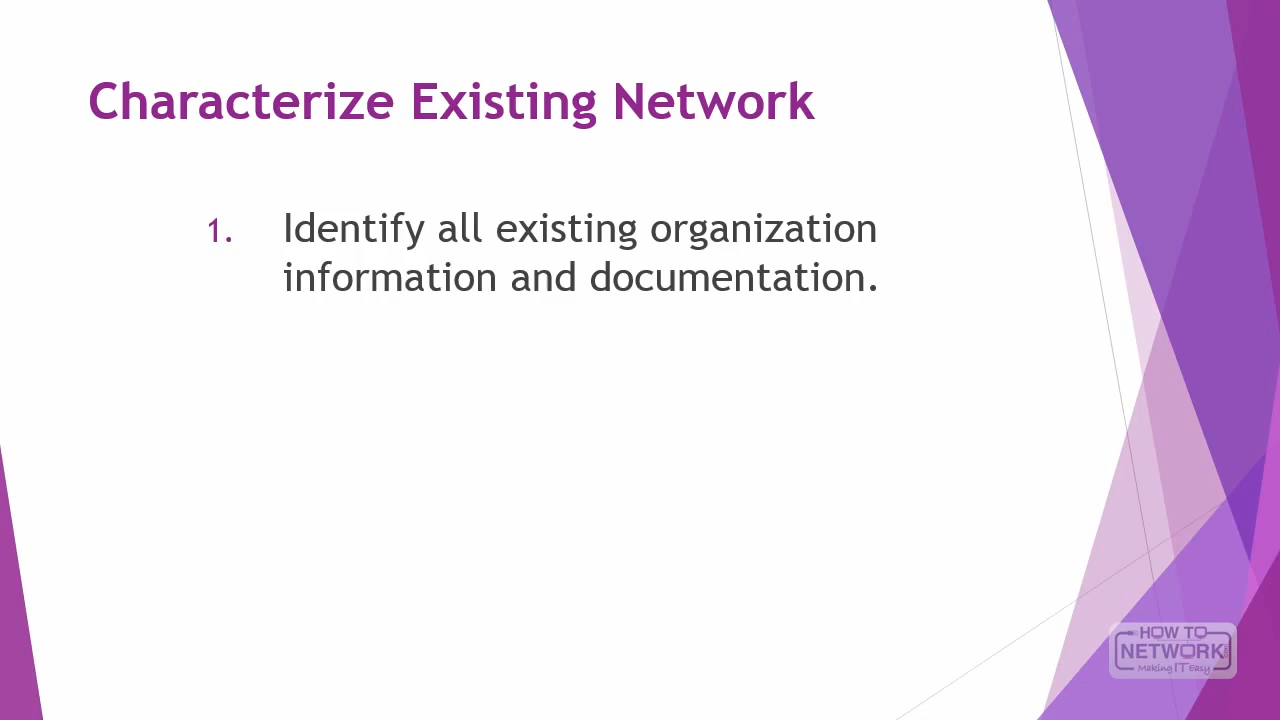 Characterize Existing Network
1. Identify all existing organization
information and documentation.
HOW TO
NETWORK
Making IT Easy